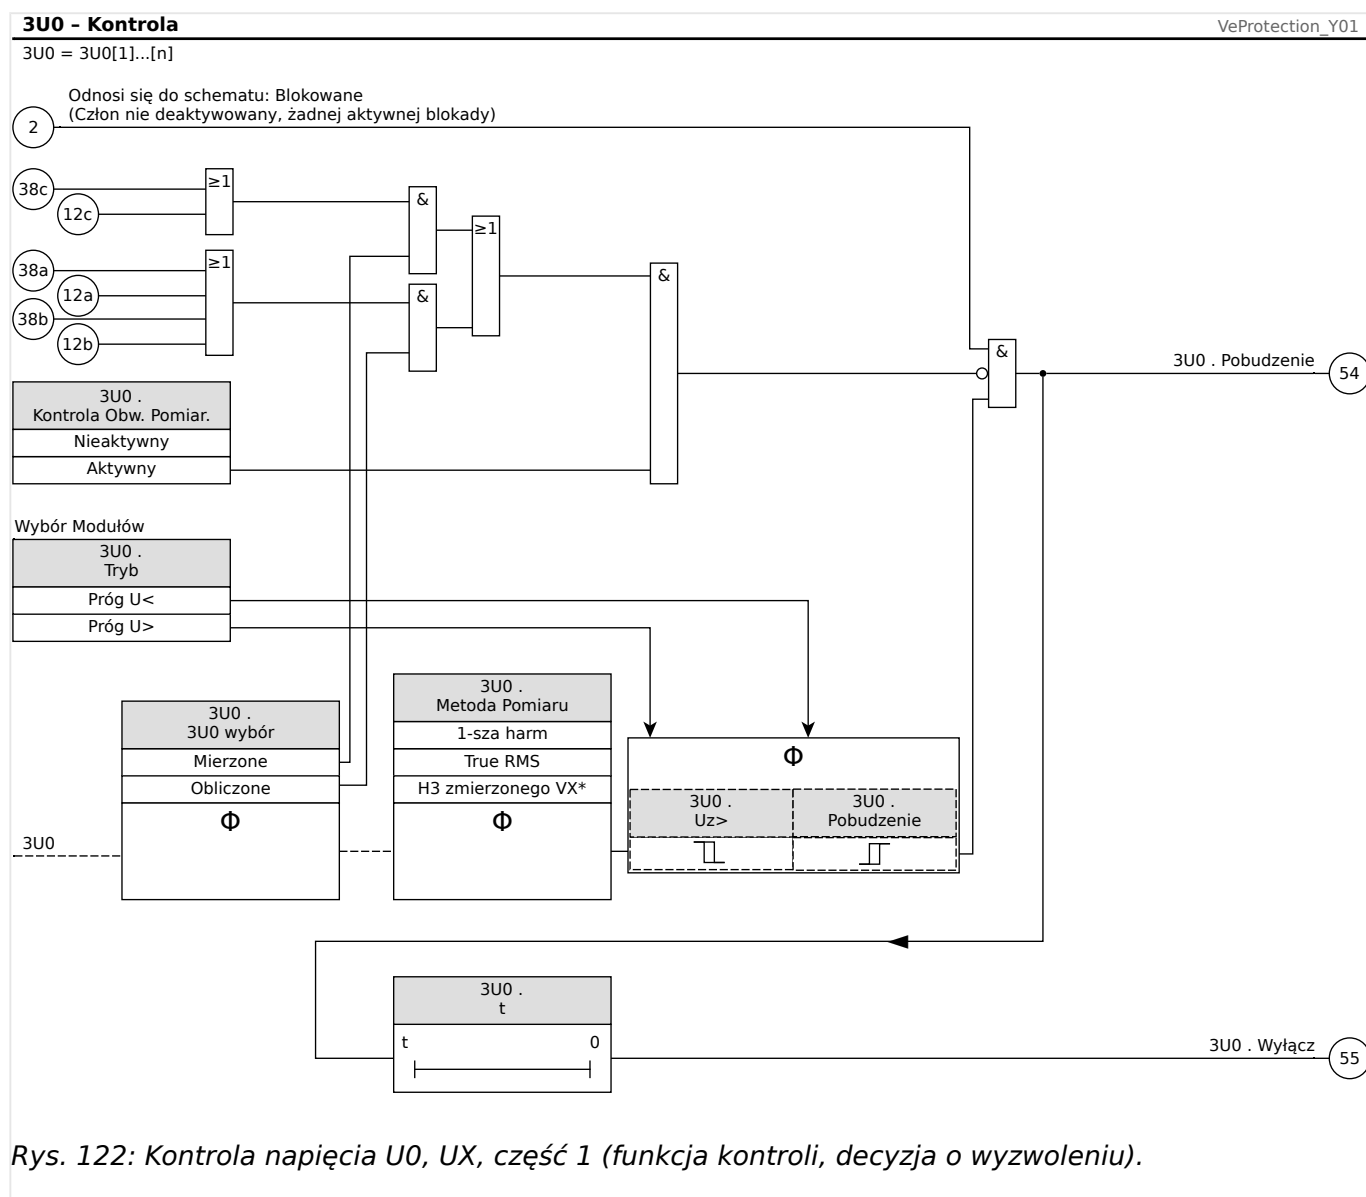 3U0 – Kontrola
VeProtection_Y01
3U0 = 3U0[1]...[n]
Odnosi się do schematu: Blokowane
(Człon nie deaktywowany, żadnej aktywnej blokady)
2
38c
12c
≥1
&
≥1
38a
12a
38b
12b
≥1
&
&
&
3U0 . Pobudzenie
54
3U0 .
Kontrola Obw. Pomiar.
Nieaktywny
Aktywny
Wybór Modułów
3U0 .
Tryb
Próg U<
Próg U>
3U0 .
3U0 wybór
Mierzone
Obliczone
Φ
3U0
3U0 .
Metoda Pomiaru
1-sza harm
True RMS
H3 zmierzonego VX*
Φ
Φ
3U0 .
Uz>
3U0 .
Pobudzenie
3U0 .
t
t 0
3U0 . Wyłącz
55
Rys. 122: Kontrola napięcia U0, UX, część 1 (funkcja kontroli, decyzja o wyzwoleniu).